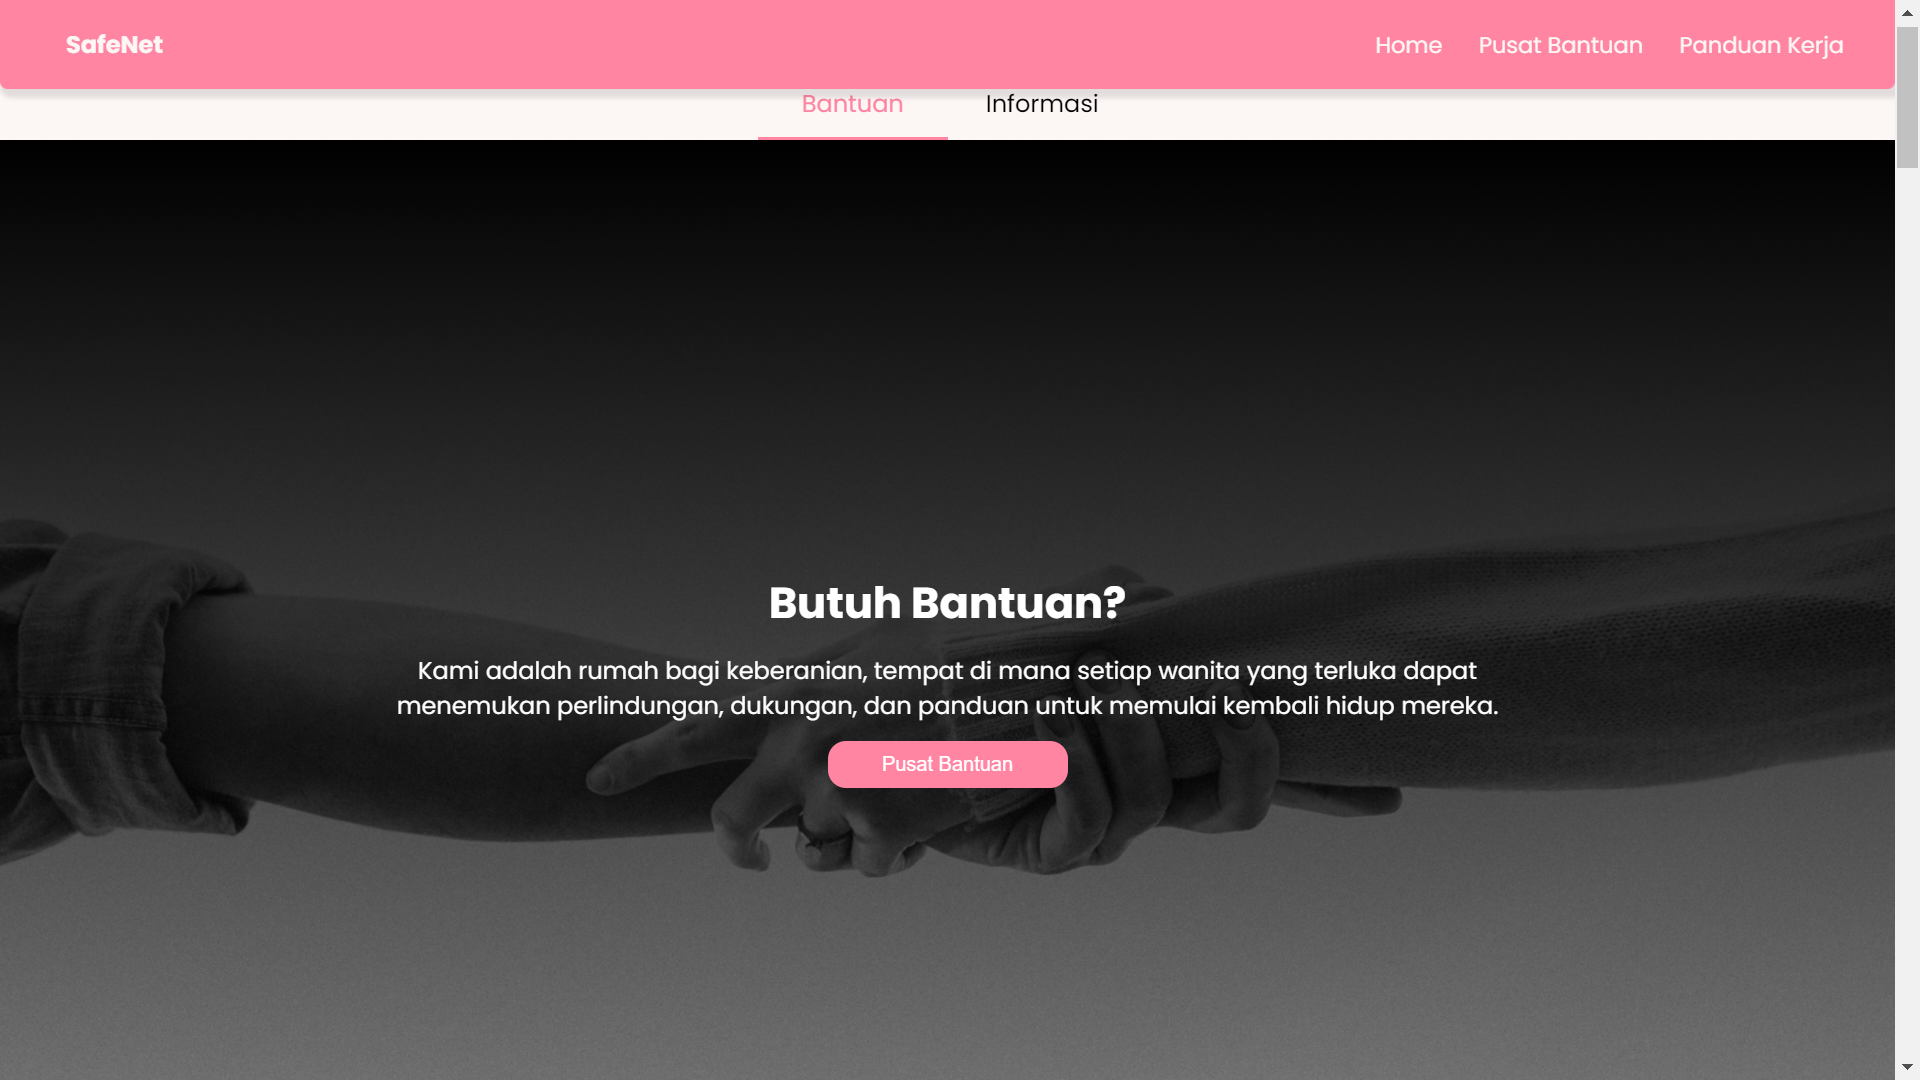 SafeNet
Home
Pusat Bantuan
Panduan Kerja
Bantuan
Informasi
Butuh Bantuan?
Kami adalah rumah bagi keberanian, tempat di mana setiap wanita yang terluka dapat
menemukan perlindungan, dukungan, dan panduan untuk memulai kembali hidup mereka.
Pusat Bantuan